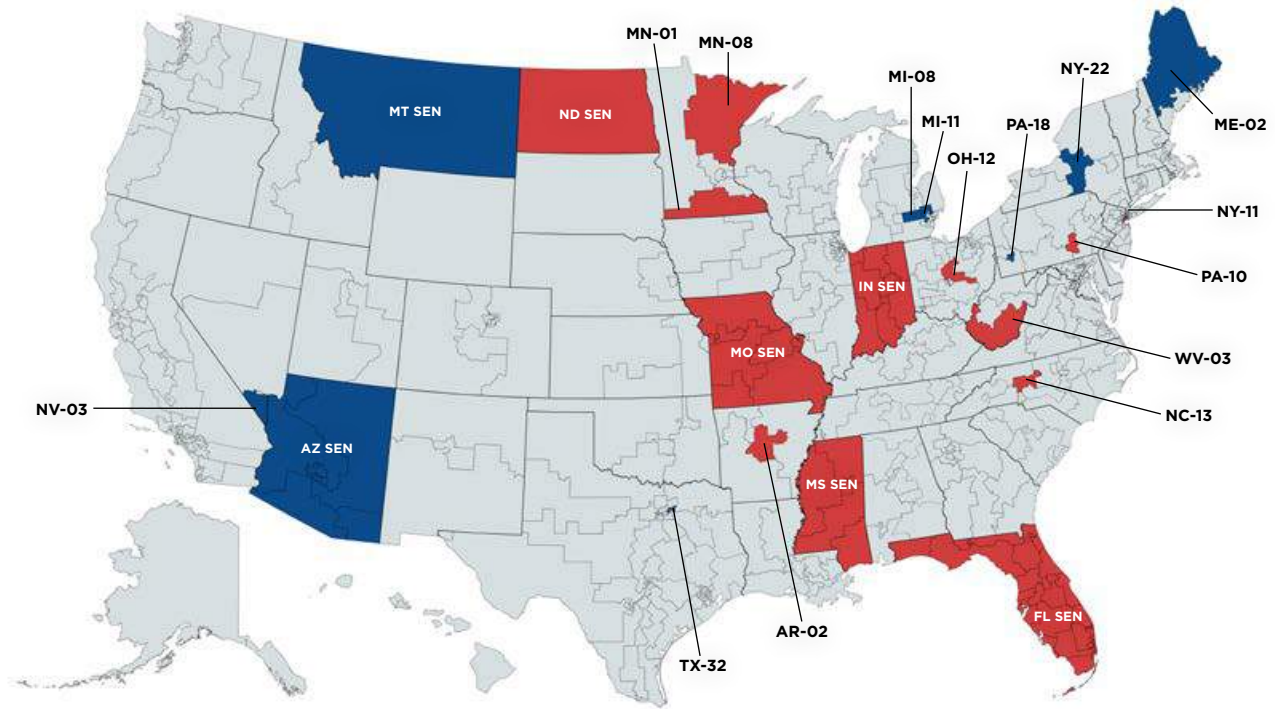 MN-01
MN-08
MI-08
NY-22
MT SEN
ND SEN
MI-11
PA-18
ME-02
OH-12
NY-11
PA-10
IN SEN
MO SEN
WV-03
NV-03
NC-13
AZ SEN
MS SEN
AR-02
FL SEN
TX-32